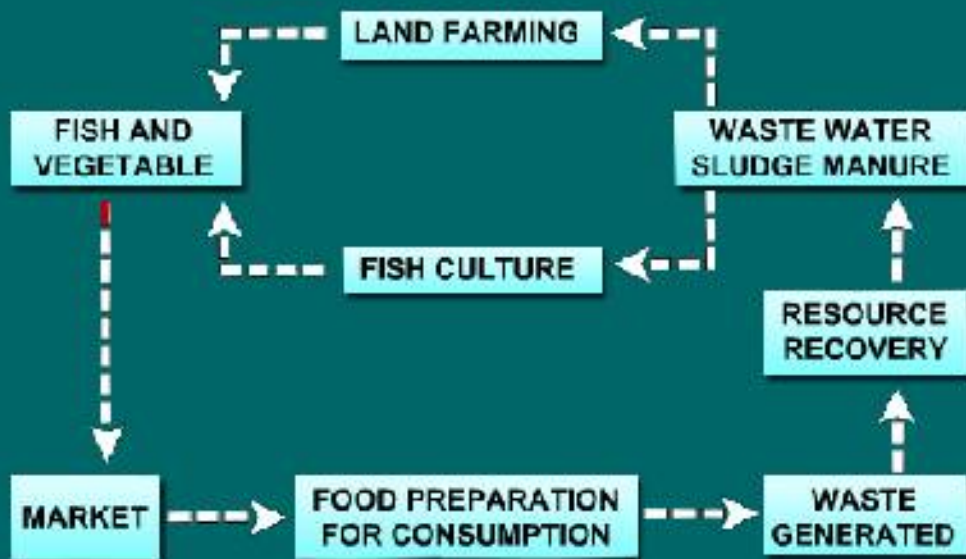 LAND FARMING
FISH AND
VEGETABLE
WASTE WATER
SLUDGE MANURE
FISH CULTURE
RESOURCE
RECOVERY
MARKET
FOOD PREPARATION
FOR CONSUMPTION
WASTE
GENERATED